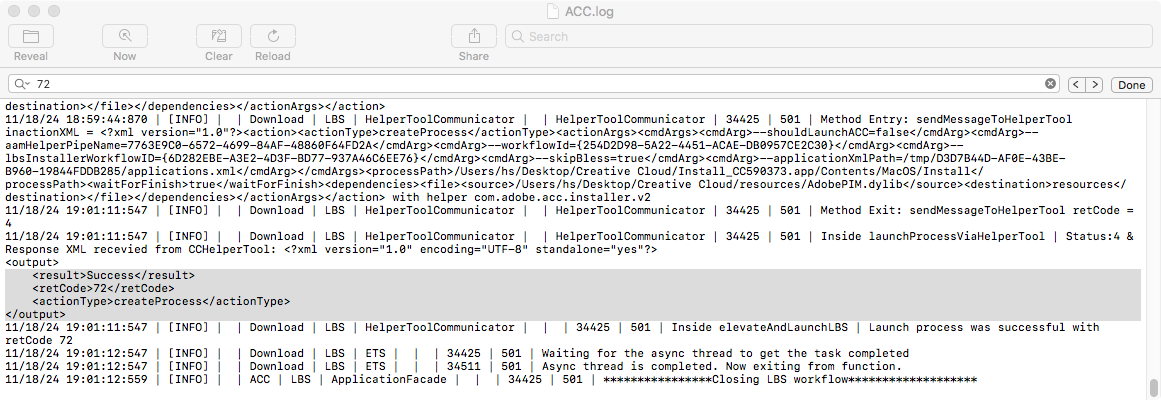 ACC.log
Reveal
Now
Clear
Reload
Share
Search
72
Done
destination></file></dependencies></actionArgs></action>
11/18/24 18:59:44:870 | [INFO] |  | Download | LBS | HelperToolCommunicator |  | HelperToolCommunicator | 34425 | 501 | Method Entry: sendMessageToHelperTool
inactionXML = <?xml version="1.0"?><action><actionType>createProcess</actionType><actionArgs><cmdArgs><cmdArg>--shouldLaunchACC=false</cmdArg><cmdArg>--
aamHelperPipeName=7763E9C0-6572-4699-84AF-48860F64FD2A</cmdArg><cmdArg>--workflowId={254D2D98-5A22-4451-ACAE-DB0957CE2C30}</cmdArg><cmdArg>--
lbsInstallerWorkflowID={6D282EBE-A3E2-4D3F-BD77-937A46C6EE76}</cmdArg><cmdArg>--skipBless=true</cmdArg><cmdArg>--applicationXmlPath=/tmp/D3D7B44D-AF0E-43BE-
B960-19844FDDB285/applications.xml</cmdArg></cmdArgs><processPath>/Users/hs/Desktop/Creative Cloud/Install_CC590373.app/Contents/MacOS/Install</
processPath><waitForFinish>true</waitForFinish><dependencies><file><source>/Users/hs/Desktop/Creative Cloud/resources/AdobePIM.dylib</source><destination>resources</
destination></file></dependencies></actionArgs></action> with helper com.adobe.acc.installer.v2
11/18/24 19:01:11:547 | [INFO] |  | Download | LBS | HelperToolCommunicator |  | HelperToolCommunicator | 34425 | 501 | Method Exit: sendMessageToHelperTool retCode =
4
11/18/24 19:01:11:547 | [INFO] |  | Download | LBS | HelperToolCommunicator |  | HelperToolCommunicator | 34425 | 501 | Inside launchProcessViaHelperTool | Status:4 &
Response XML recevied from CCHelperTool: <?xml version="1.0" encoding="UTF-8" standalone="yes"?>
<output>
<result>Success</result>
<retCode>72</retCode>
<actionType>createProcess</actionType>
</output>
11/18/24 19:01:11:547 | [INFO] |  | Download | LBS | HelperToolCommunicator |  |  | 34425 | 501 | Inside elevateAndLaunchLBS | Launch process was successful with
retCode 72
11/18/24 19:01:12:547 | [INFO] |  | Download | LBS | ETS |  |  | 34425 | 501 | Waiting for the async thread to get the task completed
11/18/24 19:01:12:547 | [INFO] |  | Download | LBS | ETS |  |  | 34511 | 501 | Async thread is completed. Now exiting from function.
11/18/24 19:01:12:559 | [INFO] |  | ACC | LBS | ApplicationFacade |  |  | 34425 | 501 | ****************Closing LBS workflow*******************